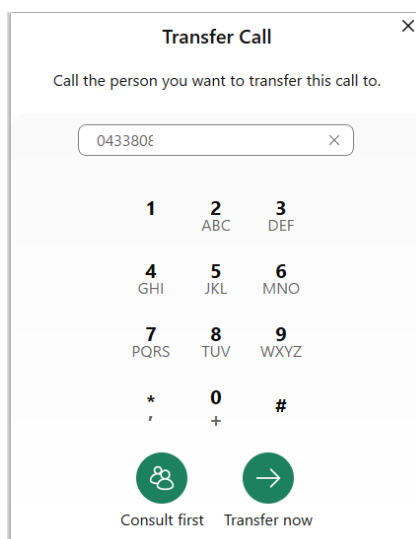 Transfer Call
Call the person you want to transfer this call to.
043380
1 2 3
ABC DEF
4 5 6
GHI JKL MNO
7 8 9
PQRS TUV WXYZ
* 0 #
, +
Consult first Transfer now